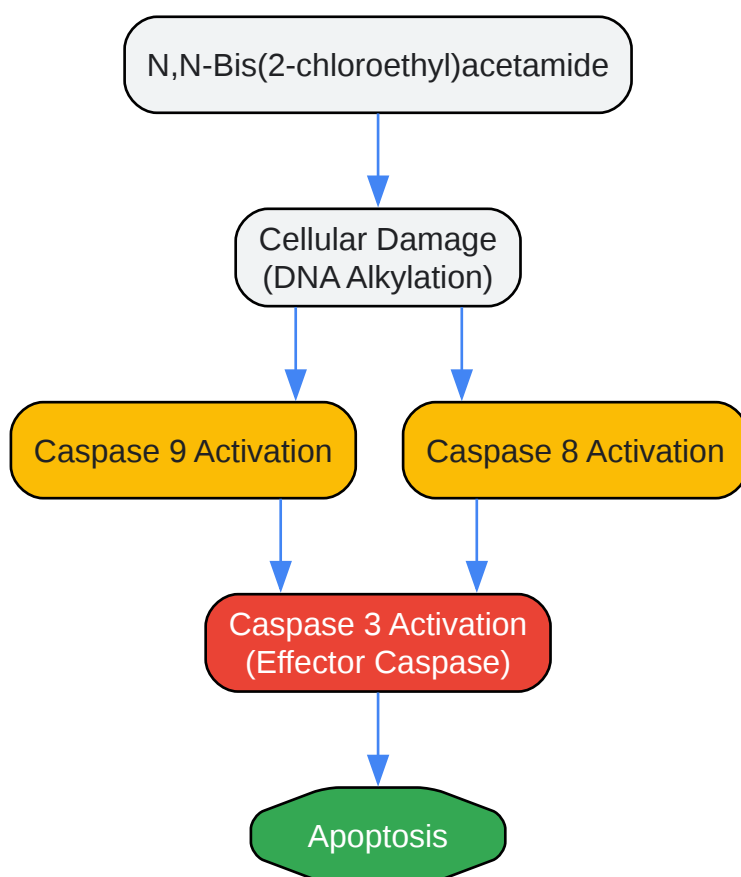 N,N-Bis(2-chloroethyl)acetamide
Cellular Damage
(DNA Alkylation)
Caspase 9 Activation
Caspase 8 Activation
Caspase 3 Activation
(Effector Caspase)
Apoptosis